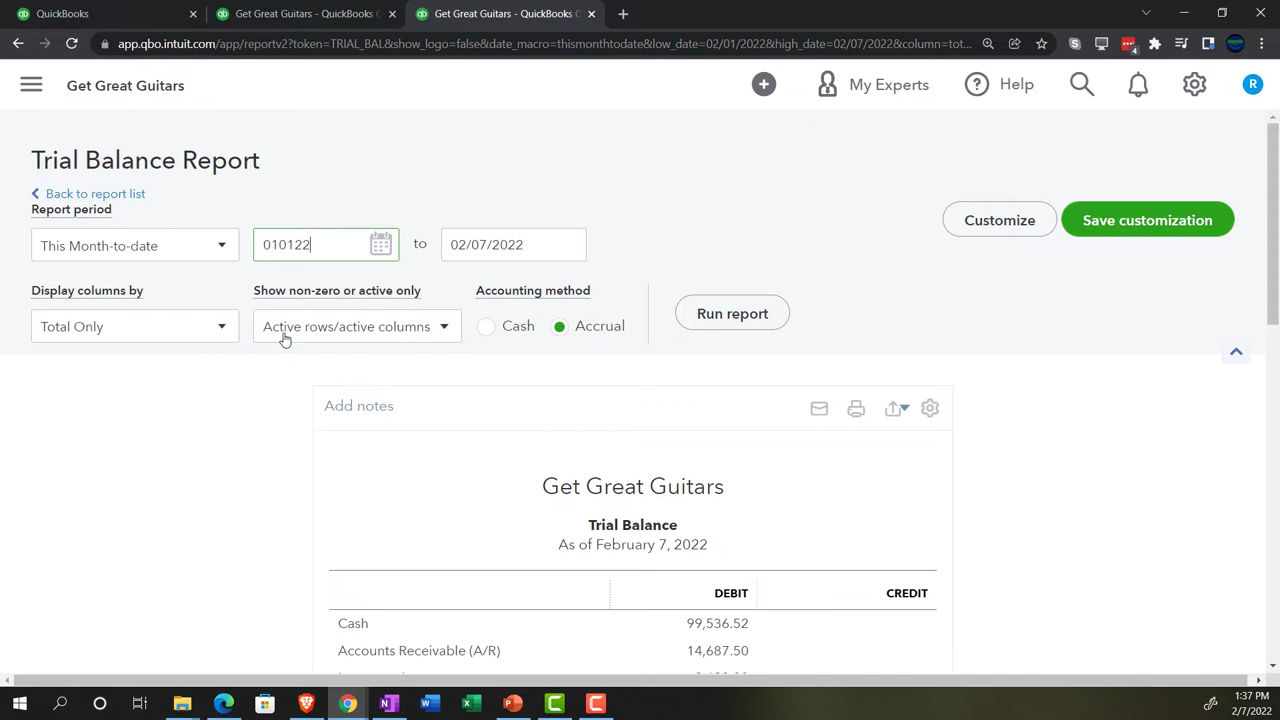 QuickBooks
Get Great Guitars - QuickBooks C
Get Great Guitars - QuickBooks C
app.qbo.intuit.com/app/reportv2?token=TRIAL_BAL&show_logo=false&date_macro=thismonthtodate&low_date=02/01/2022&high_date=02/07/2022&column=tot...
4
Get Great Guitars
My Experts
Help
R
Trial Balance Report
Back to report list
Report period
This Month-to-date
010122
to
02/07/2022
Customize
Save customization
Display columns by
Show non-zero or active only
Accounting method
Total Only
Active rows/active columns
Cash
Accrual
Run report
Add notes
Get Great Guitars
Trial Balance
As of February 7, 2022
DEBIT CREDIT
Cash 99,536.52
Accounts Receivable (A/R) 14,687.50
1:37 PM
2/7/2022